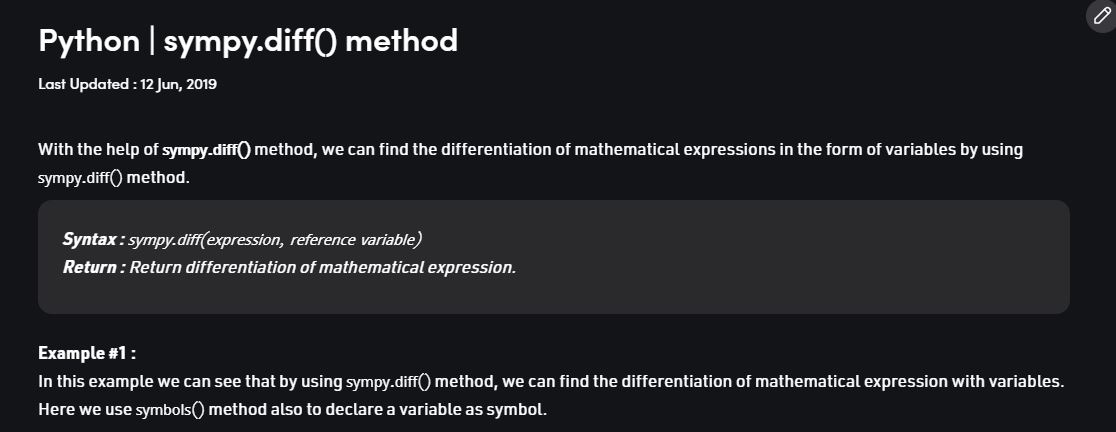 Python | sympy.diff() method
Last Updated : 12 Jun, 2019
With the help of sympy.diff() method, we can find the differentiation of mathematical expressions in the form of variables by using
sympy.diff() method.
Syntax : sympy.diff(expression, reference variable)
Return : Return differentiation of mathematical expression.
Example #1 :
In this example we can see that by using sympy.diff() method, we can find the differentiation of mathematical expression with variables.
Here we use symbols() method also to declare a variable as symbol.